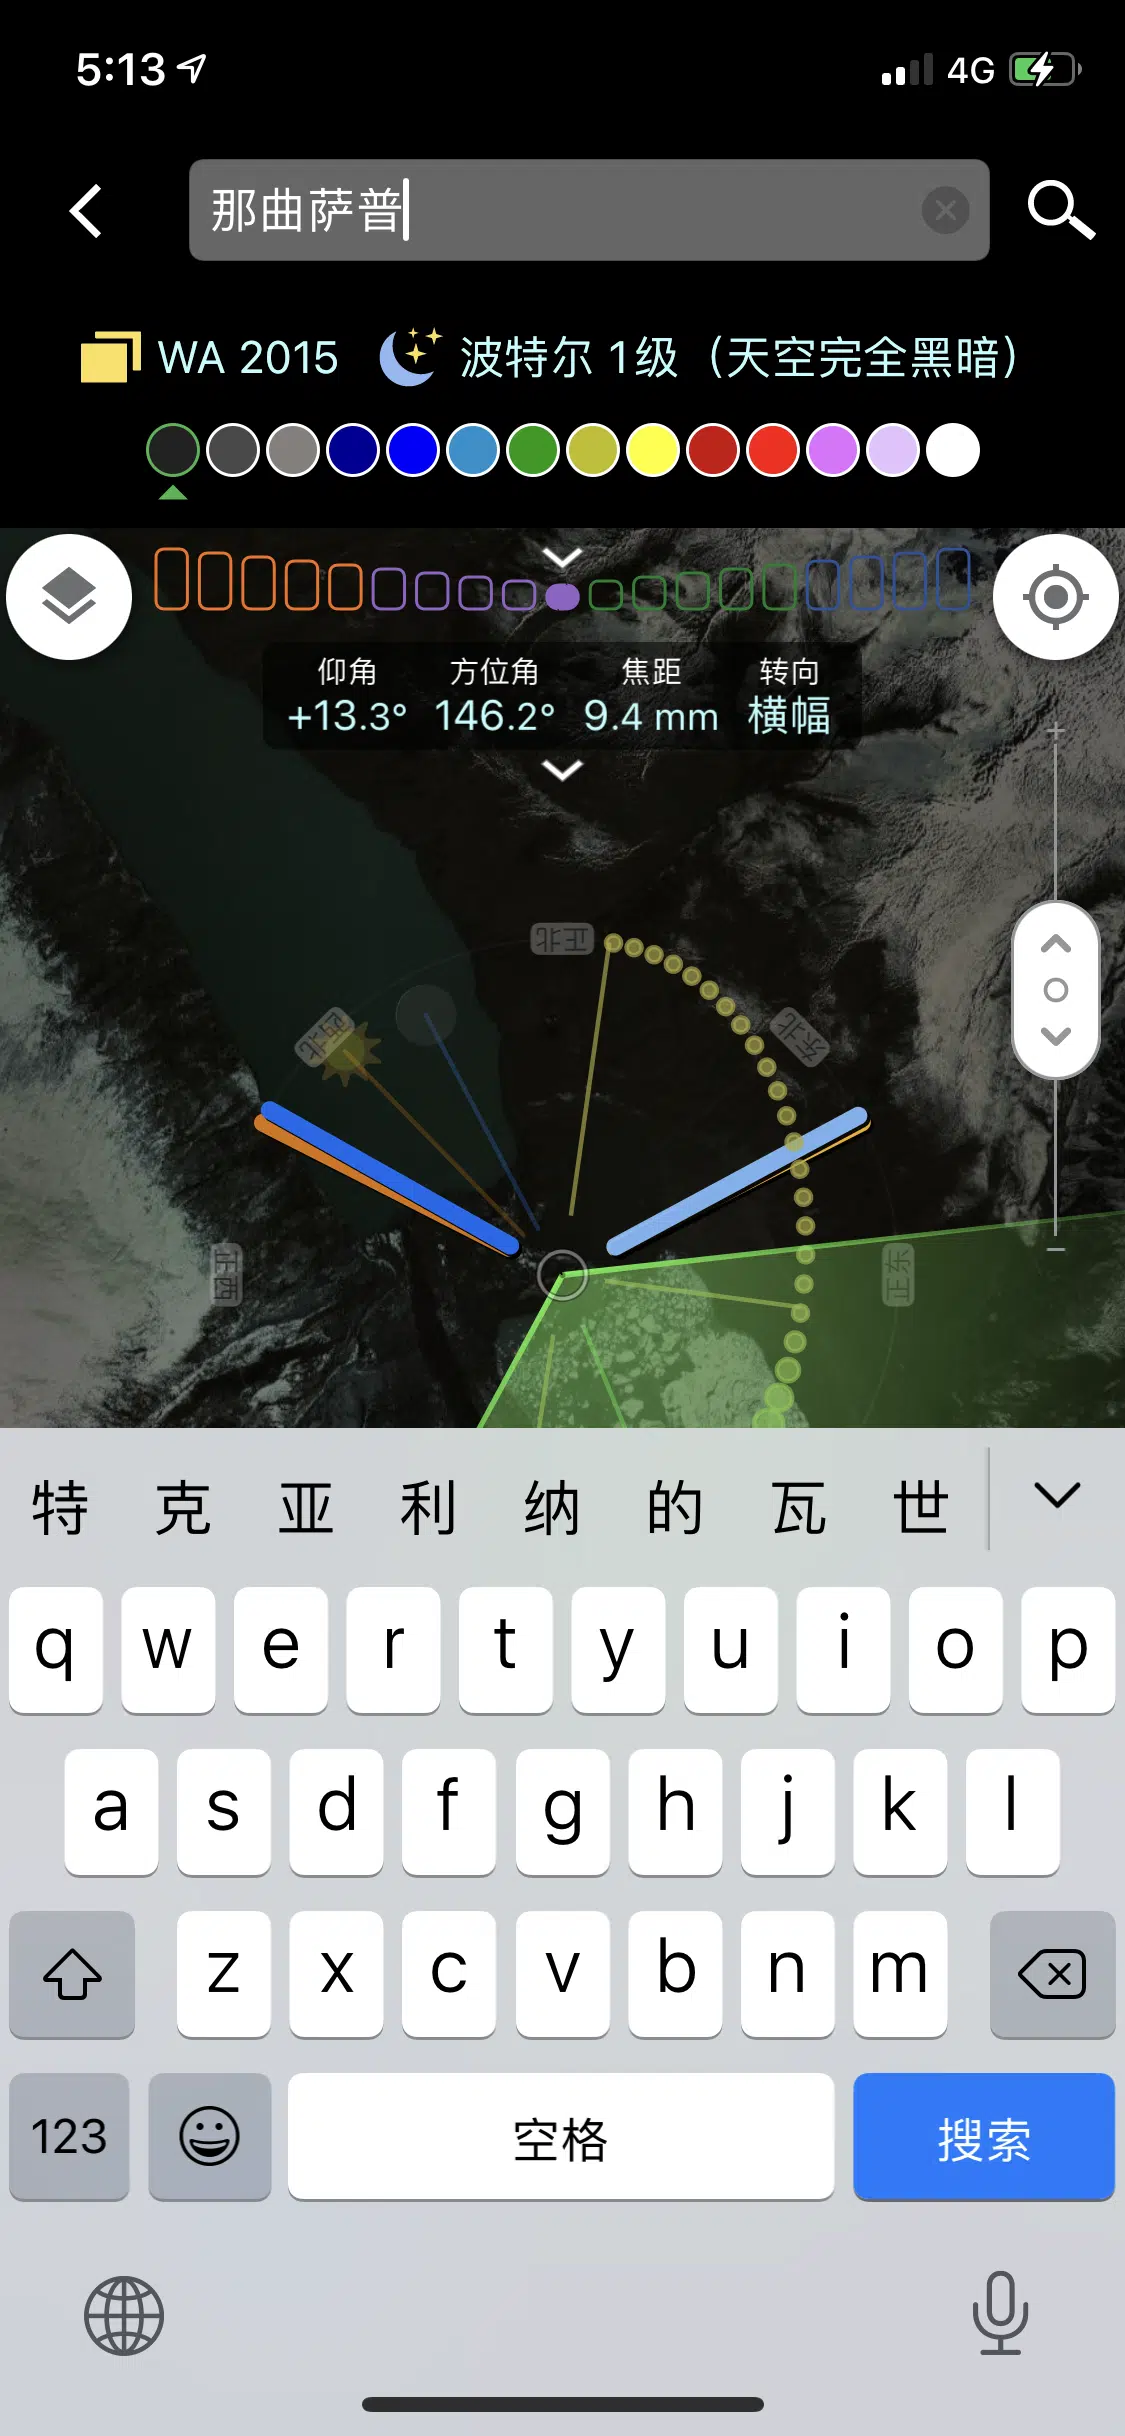 5:13
4G
那曲萨普
WA 2015
波特尔 1级（天空完全黑暗）
仰角 方位角 焦距 转向
+13.3° 146.2° 9.4 mm 横幅
正北
西北
东北
正西
正东
特 克 亚 利 纳 的 瓦 世
q w e r t y u i o p
a s d f g h j k l
z x c v b n m
123 空格 搜索